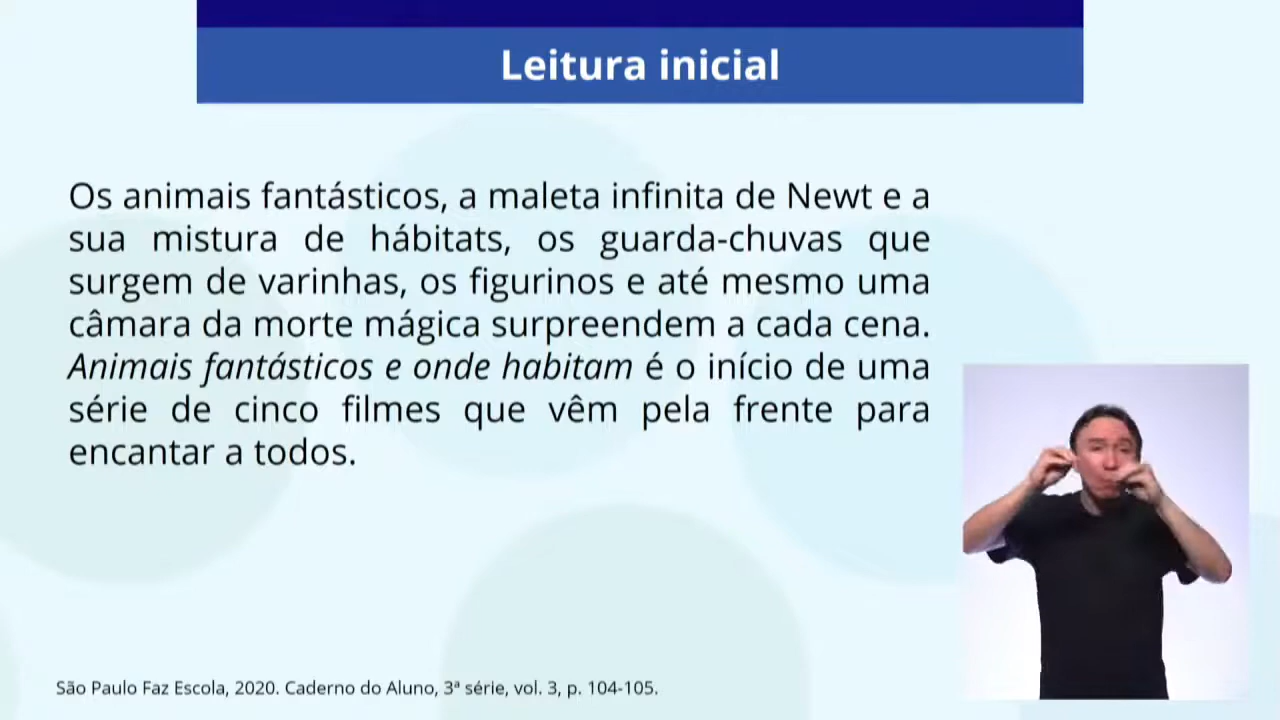 Leitura inicial
Os animais fantásticos, a maleta infinita de Newt e a
sua mistura de hábitats, os guarda-chuvas que
surgem de varinhas, os figurinos e até mesmo uma
câmara da morte mágica surpreendem a cada cena.
Animais fantásticos e onde habitam é o início de uma
série de cinco filmes que vêm pela frente para
encantar a todos.
São Paulo Faz Escola, 2020. Caderno do Aluno, 3ª série, vol. 3, p. 104-105.